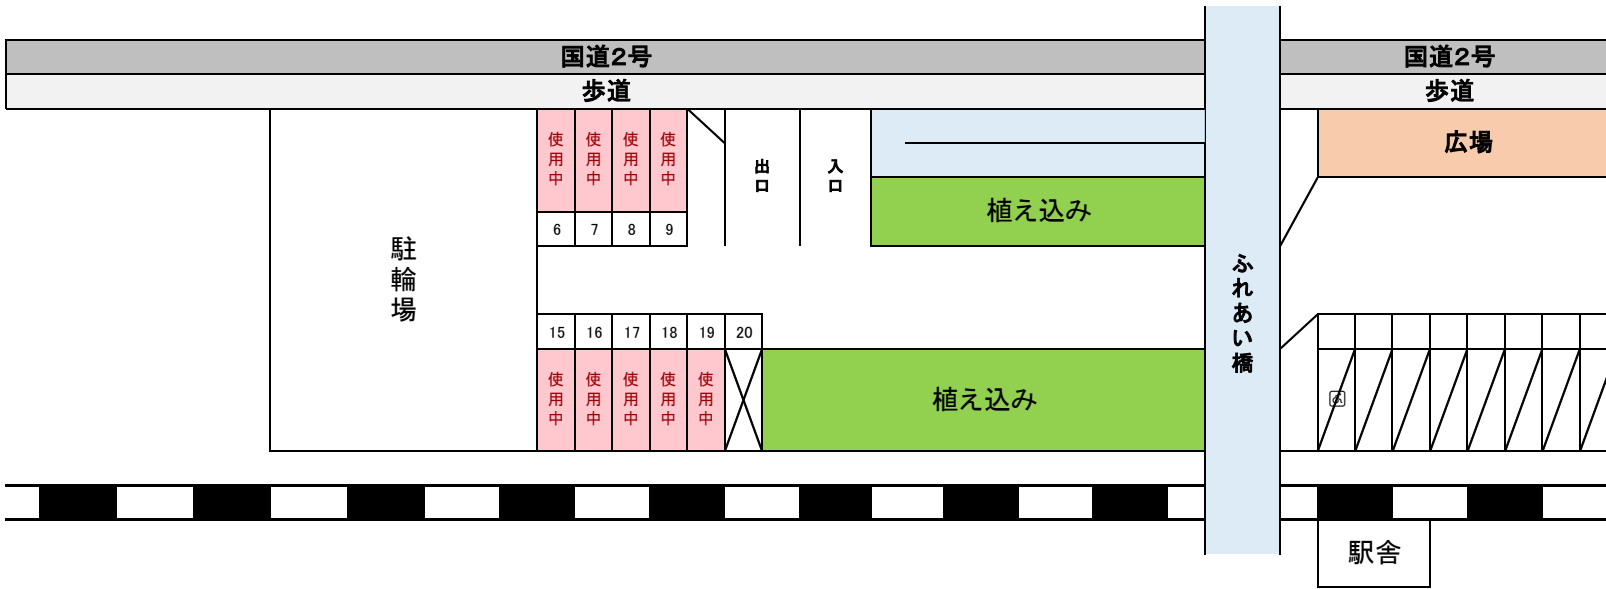 国道2号
国道2号
歩道
歩道
使用中
使用中
使用中
使用中
出口
入口
広場
植え込み
6
7
8
9
駐輪場
ふれあい橋
15
16
17
18
19
20
使用中
使用中
使用中
使用中
使用中
植え込み
駅舎